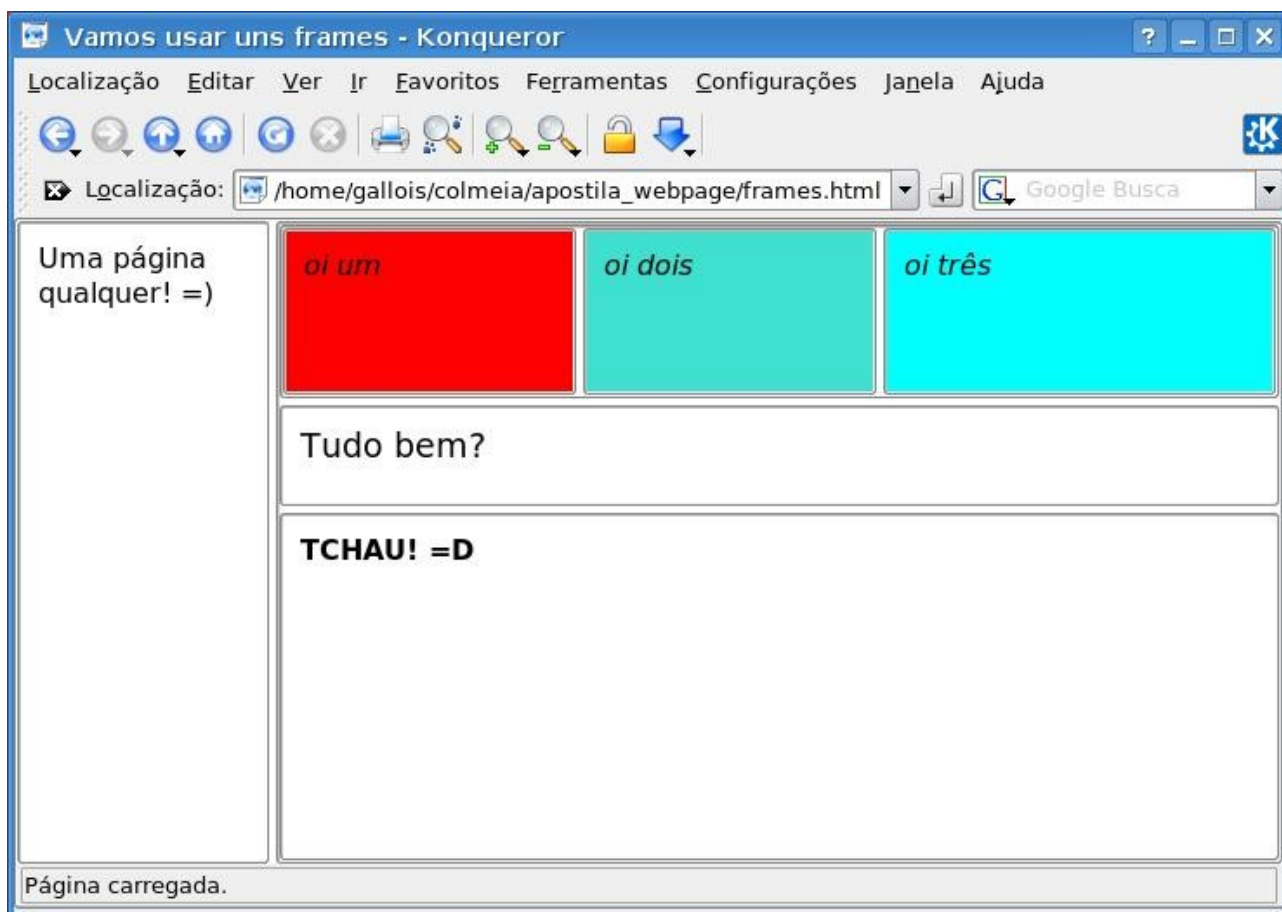 Vamos usar uns frames - Konqueror
Localização Editar Ver Ir Favoritos Ferramentas Configurações Janela Ajuda
Localização: /home/gallois/colmeia/apostila_webpage/frames.html Google Busca
Uma página
qualquer! =)
oi um
oi dois
oi três
Tudo bem?
TCHAU! =D
Página carregada.